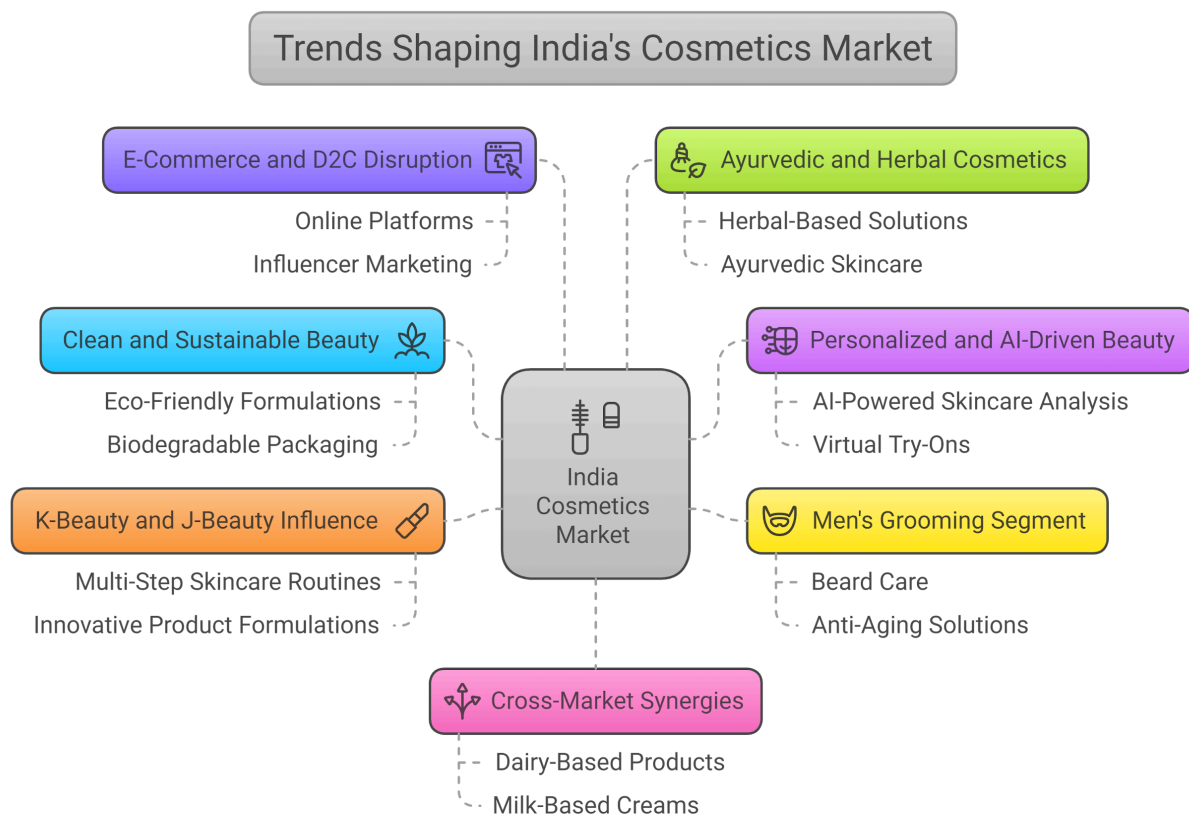 Trends Shaping India's Cosmetics Market
E-Commerce and D2C Disruption
Online Platforms
Influencer Marketing
Ayurvedic and Herbal Cosmetics
Herbal-Based Solutions
Ayurvedic Skincare
Clean and Sustainable Beauty
Eco-Friendly Formulations
Biodegradable Packaging
Personalized and AI-Driven Beauty
AI-Powered Skincare Analysis
Virtual Try-Ons
India
Cosmetics
Market
K-Beauty and J-Beauty Influence
Multi-Step Skincare Routines
Innovative Product Formulations
Men's Grooming Segment
Beard Care
Anti-Aging Solutions
Cross-Market Synergies
Dairy-Based Products
Milk-Based Creams